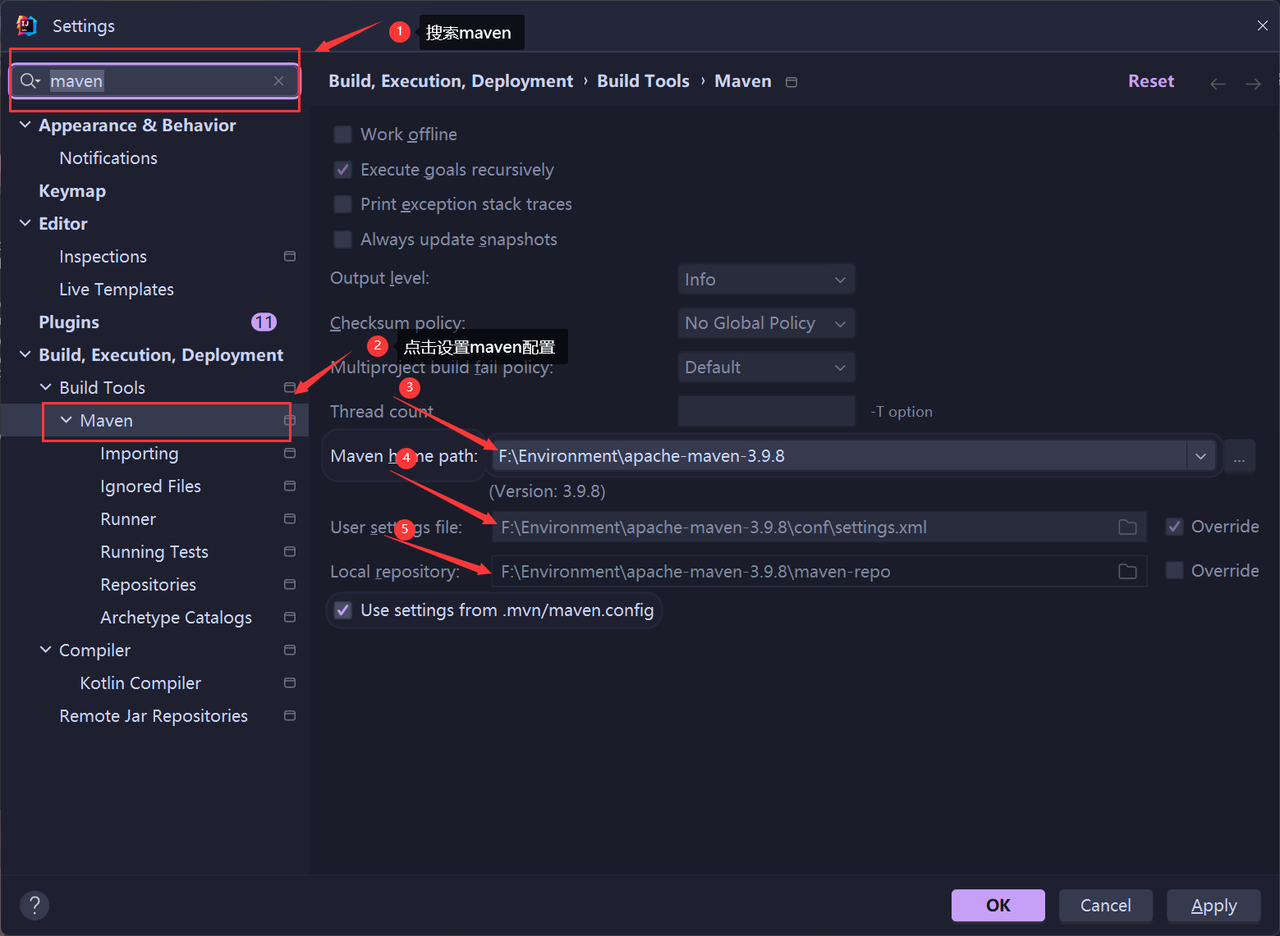 Settings
1 搜索maven
maven
Build, Execution, Deployment › Build Tools › Maven
Reset
Appearance & Behavior
Notifications
Keymap
Editor
Inspections
Live Templates
Plugins 11
Build, Execution, Deployment
Build Tools
Maven
Importing
Ignored Files
Runner
Running Tests
Repositories
Archetype Catalogs
Compiler
Kotlin Compiler
Remote Jar Repositories
Work offline
Execute goals recursively
Print exception stack traces
Always update snapshots
Output level: Info
Checksum policy: No Global Policy
2 点击设置maven配置
Multiproject build fail policy: Default
3
Thread count -T option
Maven home path: F:\Environment\apache-maven-3.9.8 ...
4
(Version: 3.9.8)
User settings file: F:\Environment\apache-maven-3.9.8\conf\settings.xml Override
5
Local repository: F:\Environment\apache-maven-3.9.8\maven-repo Override
Use settings from .mvn/maven.config
? OK Cancel Apply